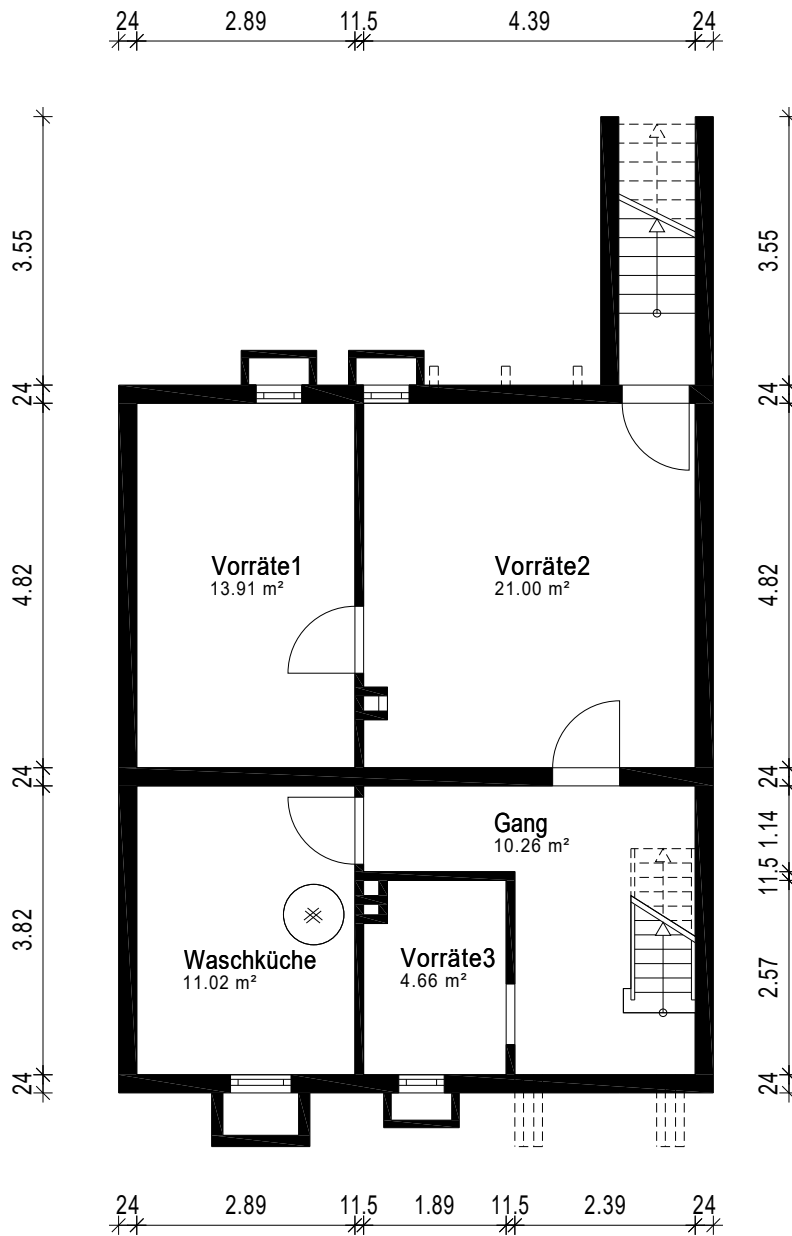 24 2.89 11.5 4.39 24
3.55
3.55
24
24
Vorräte1
13.91 m²
Vorräte2
21.00 m²
4.82
4.82
24
24
Gang
10.26 m²
1.14
11.5
3.82
Waschküche
11.02 m²
Vorräte3
4.66 m²
2.57
24
24
24 2.89 11.5 1.89 11.5 2.39 24